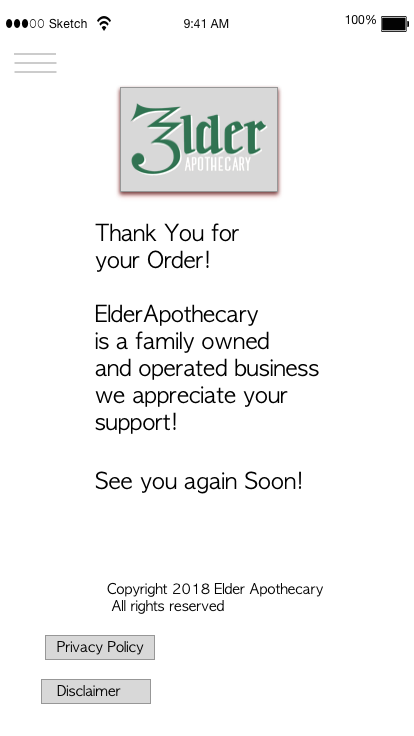 Sketch 9:41 AM 100%
Elder
APOTHECARY
Thank You for
your Order!
ElderApothecary
is a family owned
and operated business
we appreciate your
support!
See you again Soon!
Copyright 2018 Elder Apothecary
All rights reserved
Privacy Policy
Disclaimer